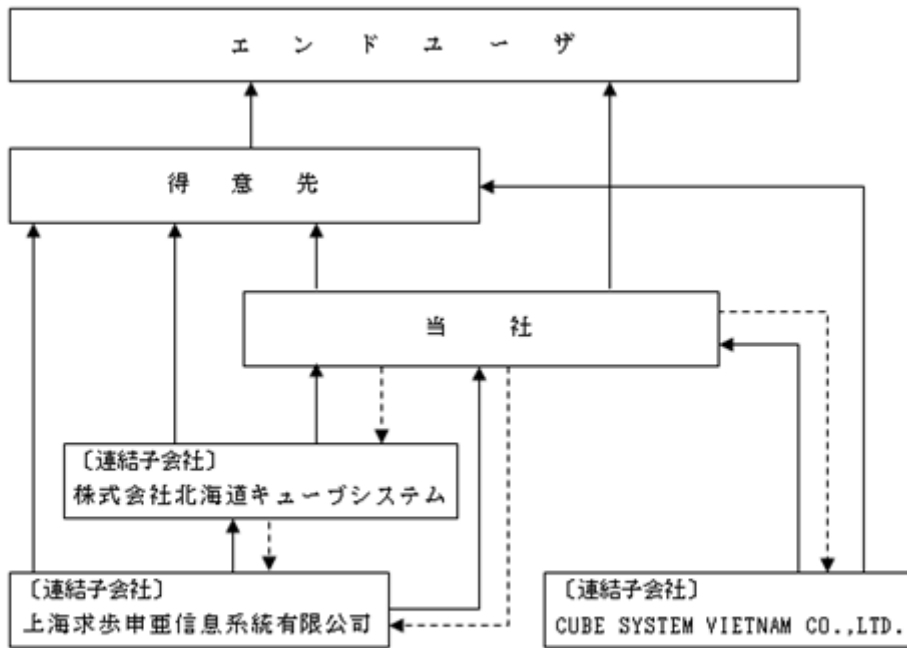 エンドユーザ
得意先
当社
〔連結子会社〕
株式会社北海道キューブシステム
〔連結子会社〕
上海求歩申亜信息系統有限公司
〔連結子会社〕
CUBE SYSTEM VIETNAM CO.,LTD.